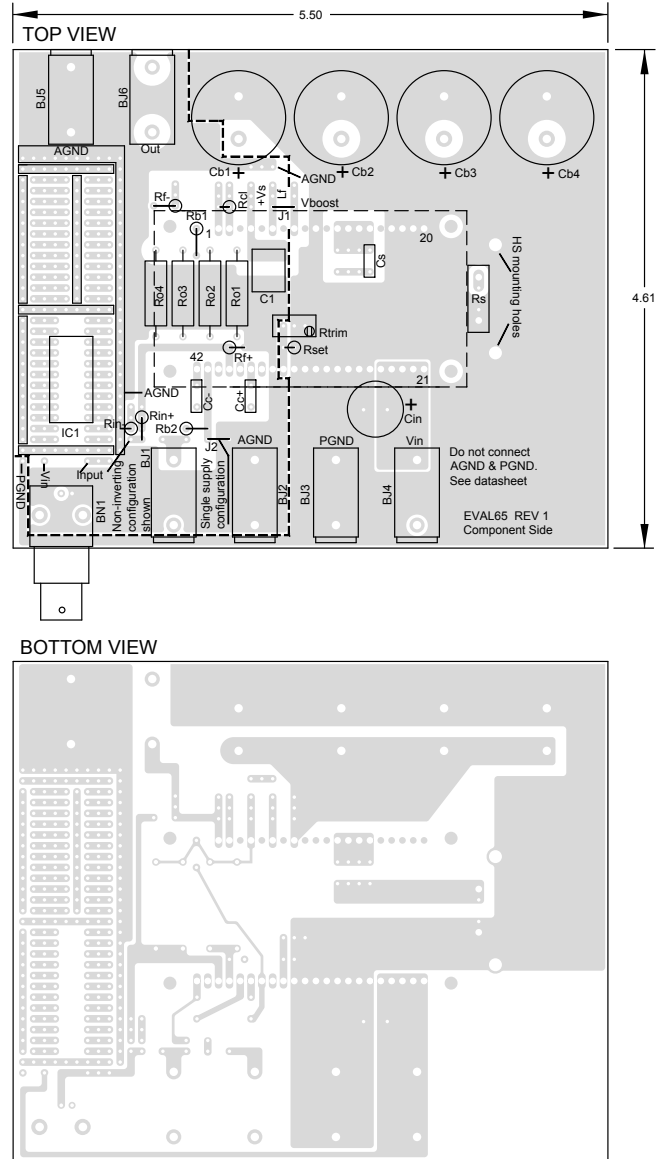 5.50
TOP VIEW
BJ5
BJ6
AGND
Out
Cb1+
+ Cb2
+ Cb3
+ Cb4
AGND
Rf-
Rcl
+Vs
Lf
Vboost
J1
Rb1
1
20
4.61
HS mounting holes
Cs
Rs
C1
Ro4
Ro3
Ro2
Ro1
Rtrim
Rset
Rf+
42
21
AGND
Cc-
Cc+
+
Cin
IC1
Rin-
Rin+
Rb2
J2
AGND
PGND
Vin
PGND
-Vin
Input
BN1
Non-inverting
configuration
shown
BJ1
Single supply
configuration
BJ2
BJ3
BJ4
Do not connect
AGND & PGND.
See datasheet
EVAL65 REV 1
Component Side
BOTTOM VIEW